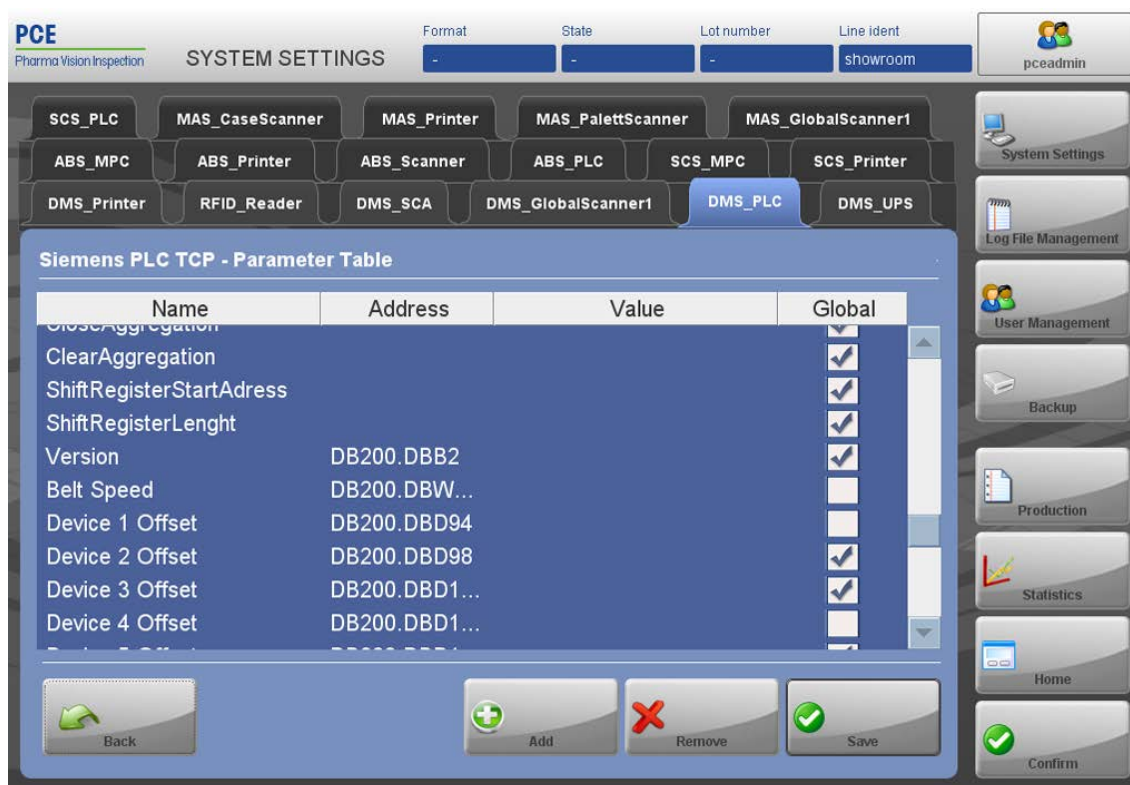 PCE
Pharma Vision Inspection
SYSTEM SETTINGS
Format
State
Lot number
Line ident
-
-
-
showroom
pceadmin
SCS_PLC MAS_CaseScanner MAS_Printer MAS_PalettScanner MAS_GlobalScanner1
ABS_MPC ABS_Printer ABS_Scanner ABS_PLC SCS_MPC SCS_Printer
DMS_Printer RFID_Reader DMS_SCA DMS_GlobalScanner1 DMS_PLC DMS_UPS
Siemens PLC TCP - Parameter Table
Name Address Value Global
CloseAggregation
ClearAggregation
ShiftRegisterStartAdress
ShiftRegisterLenght
Version DB200.DBB2
Belt Speed DB200.DBW...
Device 1 Offset DB200.DBD94
Device 2 Offset DB200.DBD98
Device 3 Offset DB200.DBD1...
Device 4 Offset DB200.DBD1...
Back
Add
Remove
Save
System Settings
Log File Management
User Management
Backup
Production
Statistics
Home
Confirm